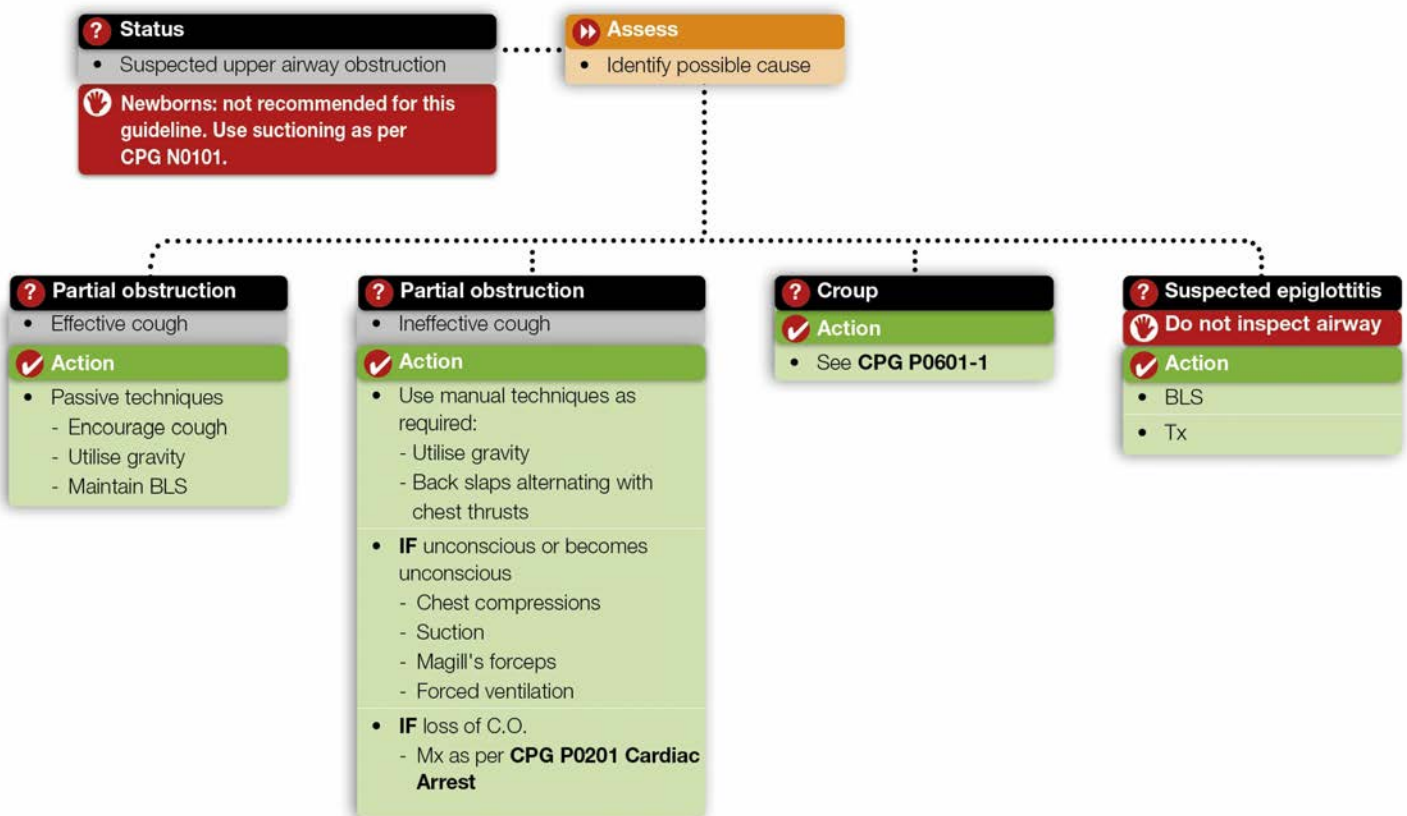 Status
• Suspected upper airway obstruction
Newborns: not recommended for this
guideline. Use suctioning as per
CPG N0101.
Assess
• Identify possible cause
Partial obstruction
• Effective cough
Action
• Passive techniques
- Encourage cough
- Utilise gravity
- Maintain BLS
Partial obstruction
• Ineffective cough
Action
• Use manual techniques as
required:
- Utilise gravity
- Back slaps alternating with
chest thrusts
• IF unconscious or becomes
unconscious
- Chest compressions
- Suction
- Magill's forceps
- Forced ventilation
• IF loss of C.O.
- Mx as per CPG P0201 Cardiac
Arrest
Croup
Action
• See CPG P0601-1
Suspected epiglottitis
Do not inspect airway
Action
• BLS
• Tx